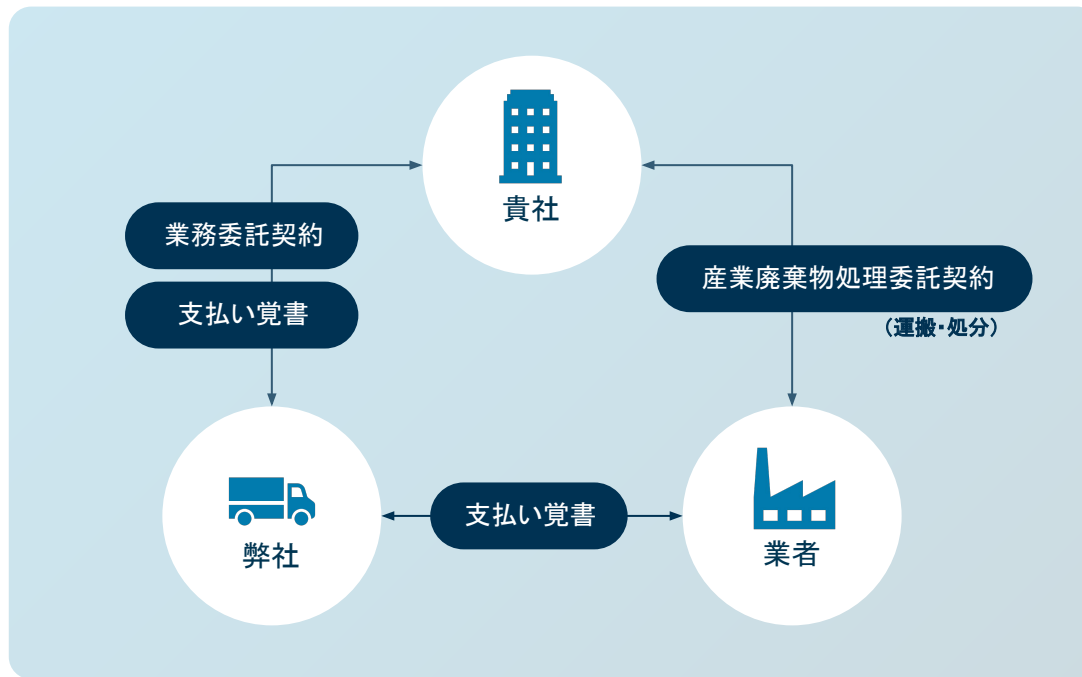 貴社
業務委託契約
支払い覚書
産業廃棄物処理委託契約
（運搬・処分）
弊社
支払い覚書
業者